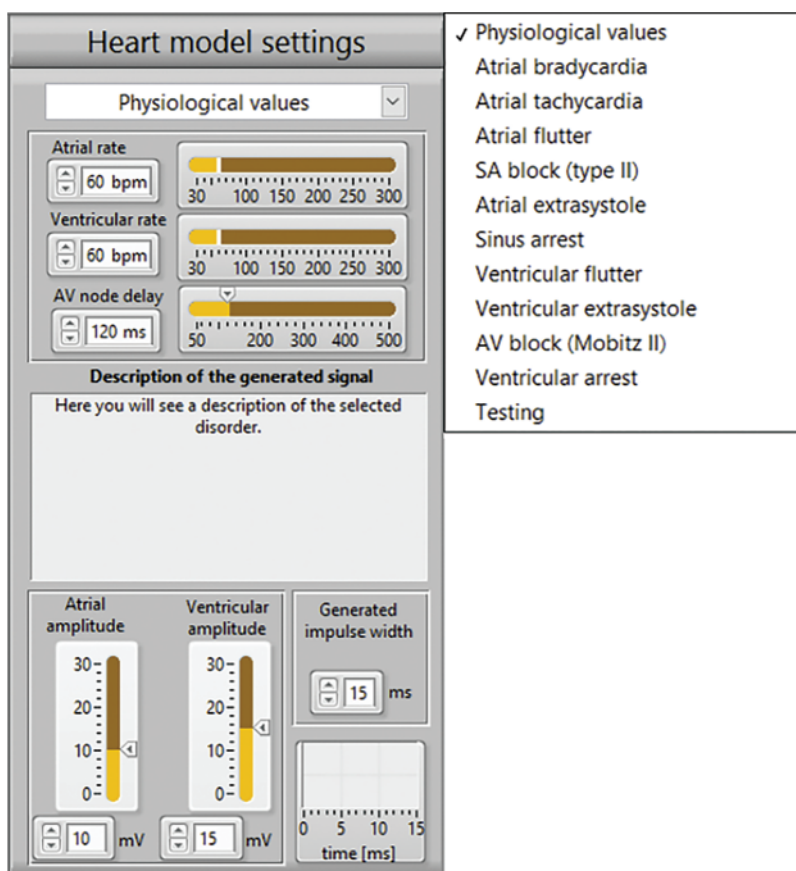 Heart model settings
Physiological values
Atrial rate
60 bpm
30 100 150 200 250 300
Ventricular rate
60 bpm
30 100 150 200 250 300
AV node delay
120 ms
50 200 300 400 500
Description of the generated signal
Here you will see a description of the selected
disorder.
Atrial
amplitude
30
20
10
0
10 mV
Ventricular
amplitude
30
20
10
0
15 mV
Generated
impulse width
15 ms
0 5 10 15
time [ms]
✓ Physiological values
Atrial bradycardia
Atrial tachycardia
Atrial flutter
SA block (type II)
Atrial extrasystole
Sinus arrest
Ventricular flutter
Ventricular extrasystole
AV block (Mobitz II)
Ventricular arrest
Testing